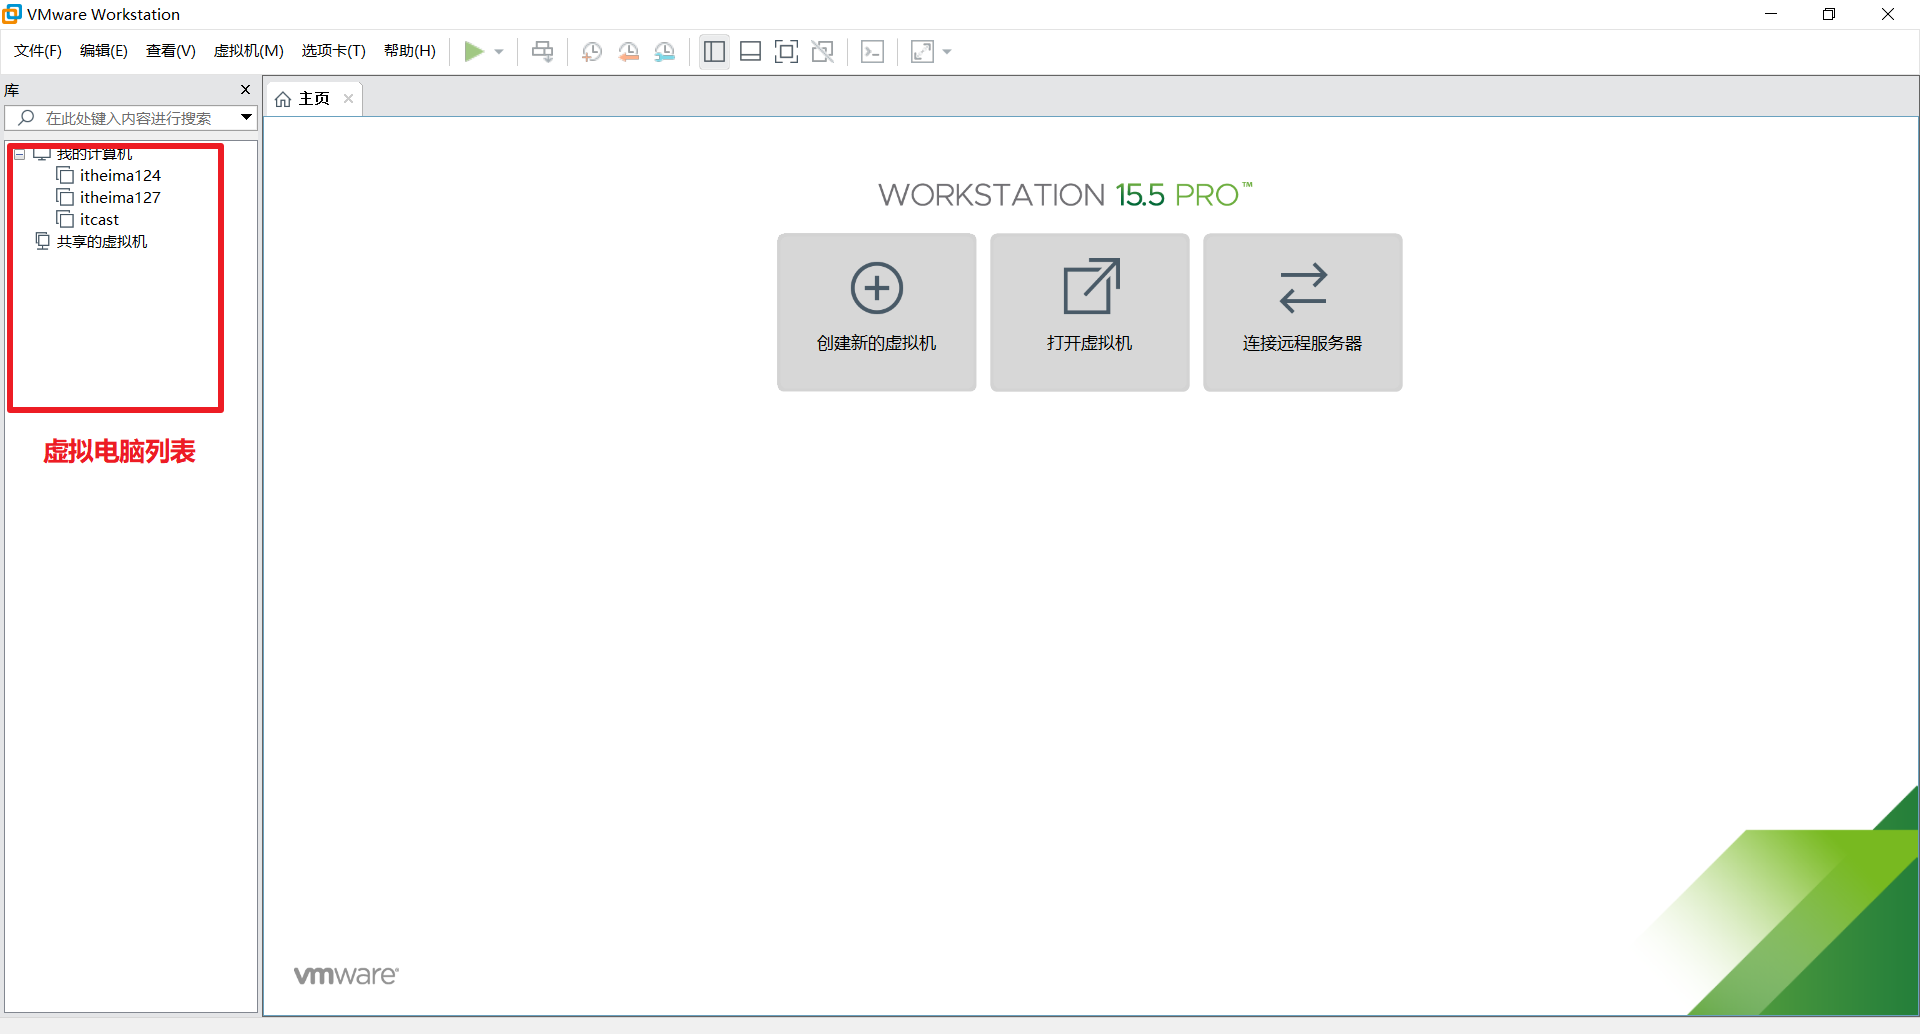 VMware Workstation
文件(F) 编辑(E) 查看(V) 虚拟机(M) 选项卡(T) 帮助(H)
库
在此处键入内容进行搜索
我的计算机
itheima124
itheima127
itcast
共享的虚拟机
虚拟电脑列表
主页
WORKSTATION 15.5 PRO™
创建新的虚拟机
打开虚拟机
连接远程服务器
vmware®